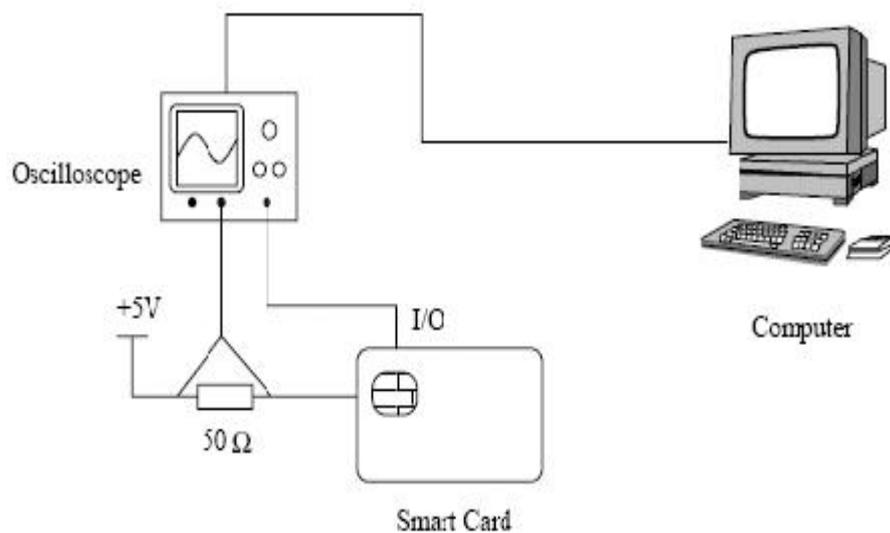 Oscilloscope
+5V
I/O
Computer
50 Ω
Smart Card